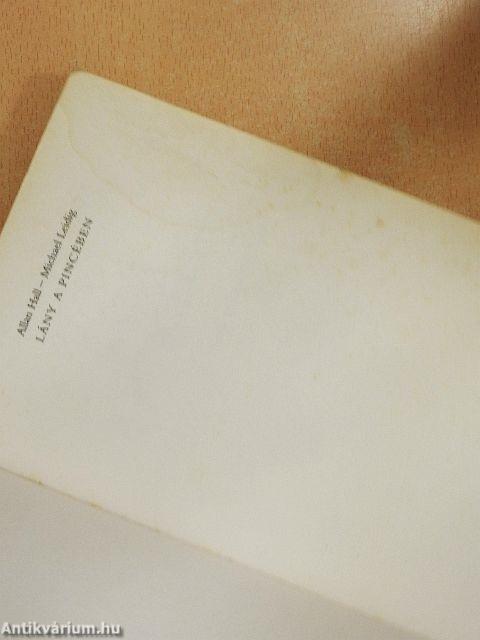 Allan Hall – Michael Leidig
LÁNY A PINCÉBEN
Antikvárium.hu